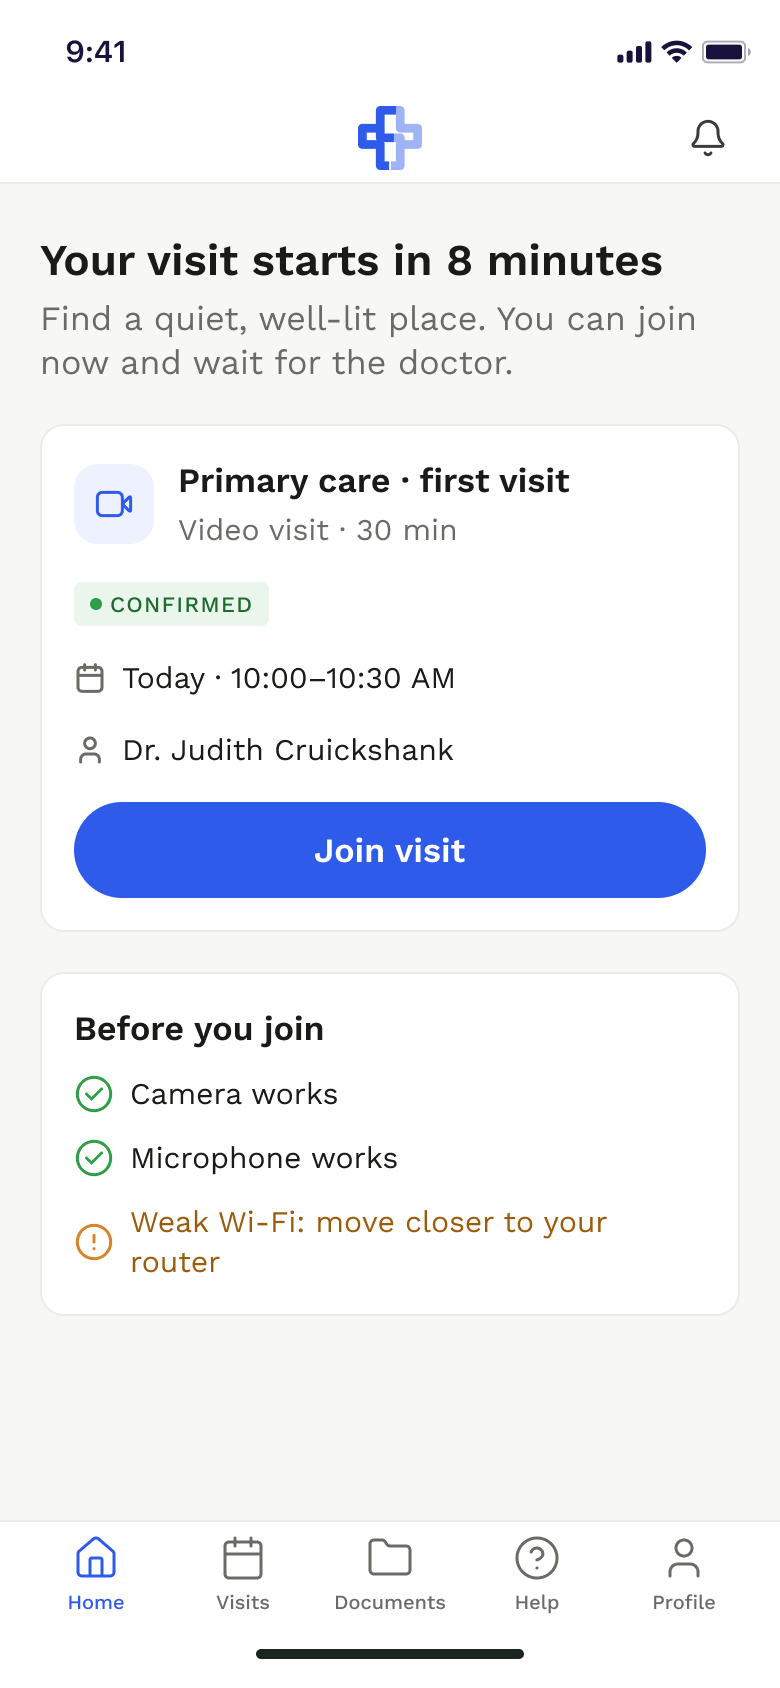 9:41
Your visit starts in 8 minutes
Find a quiet, well-lit place. You can join
now and wait for the doctor.
Primary care · first visit
Video visit · 30 min
CONFIRMED
Today · 10:00–10:30 AM
Dr. Judith Cruickshank
Join visit
Before you join
Camera works
Microphone works
Weak Wi-Fi: move closer to your
router
Home
Visits
Documents
Help
Profile